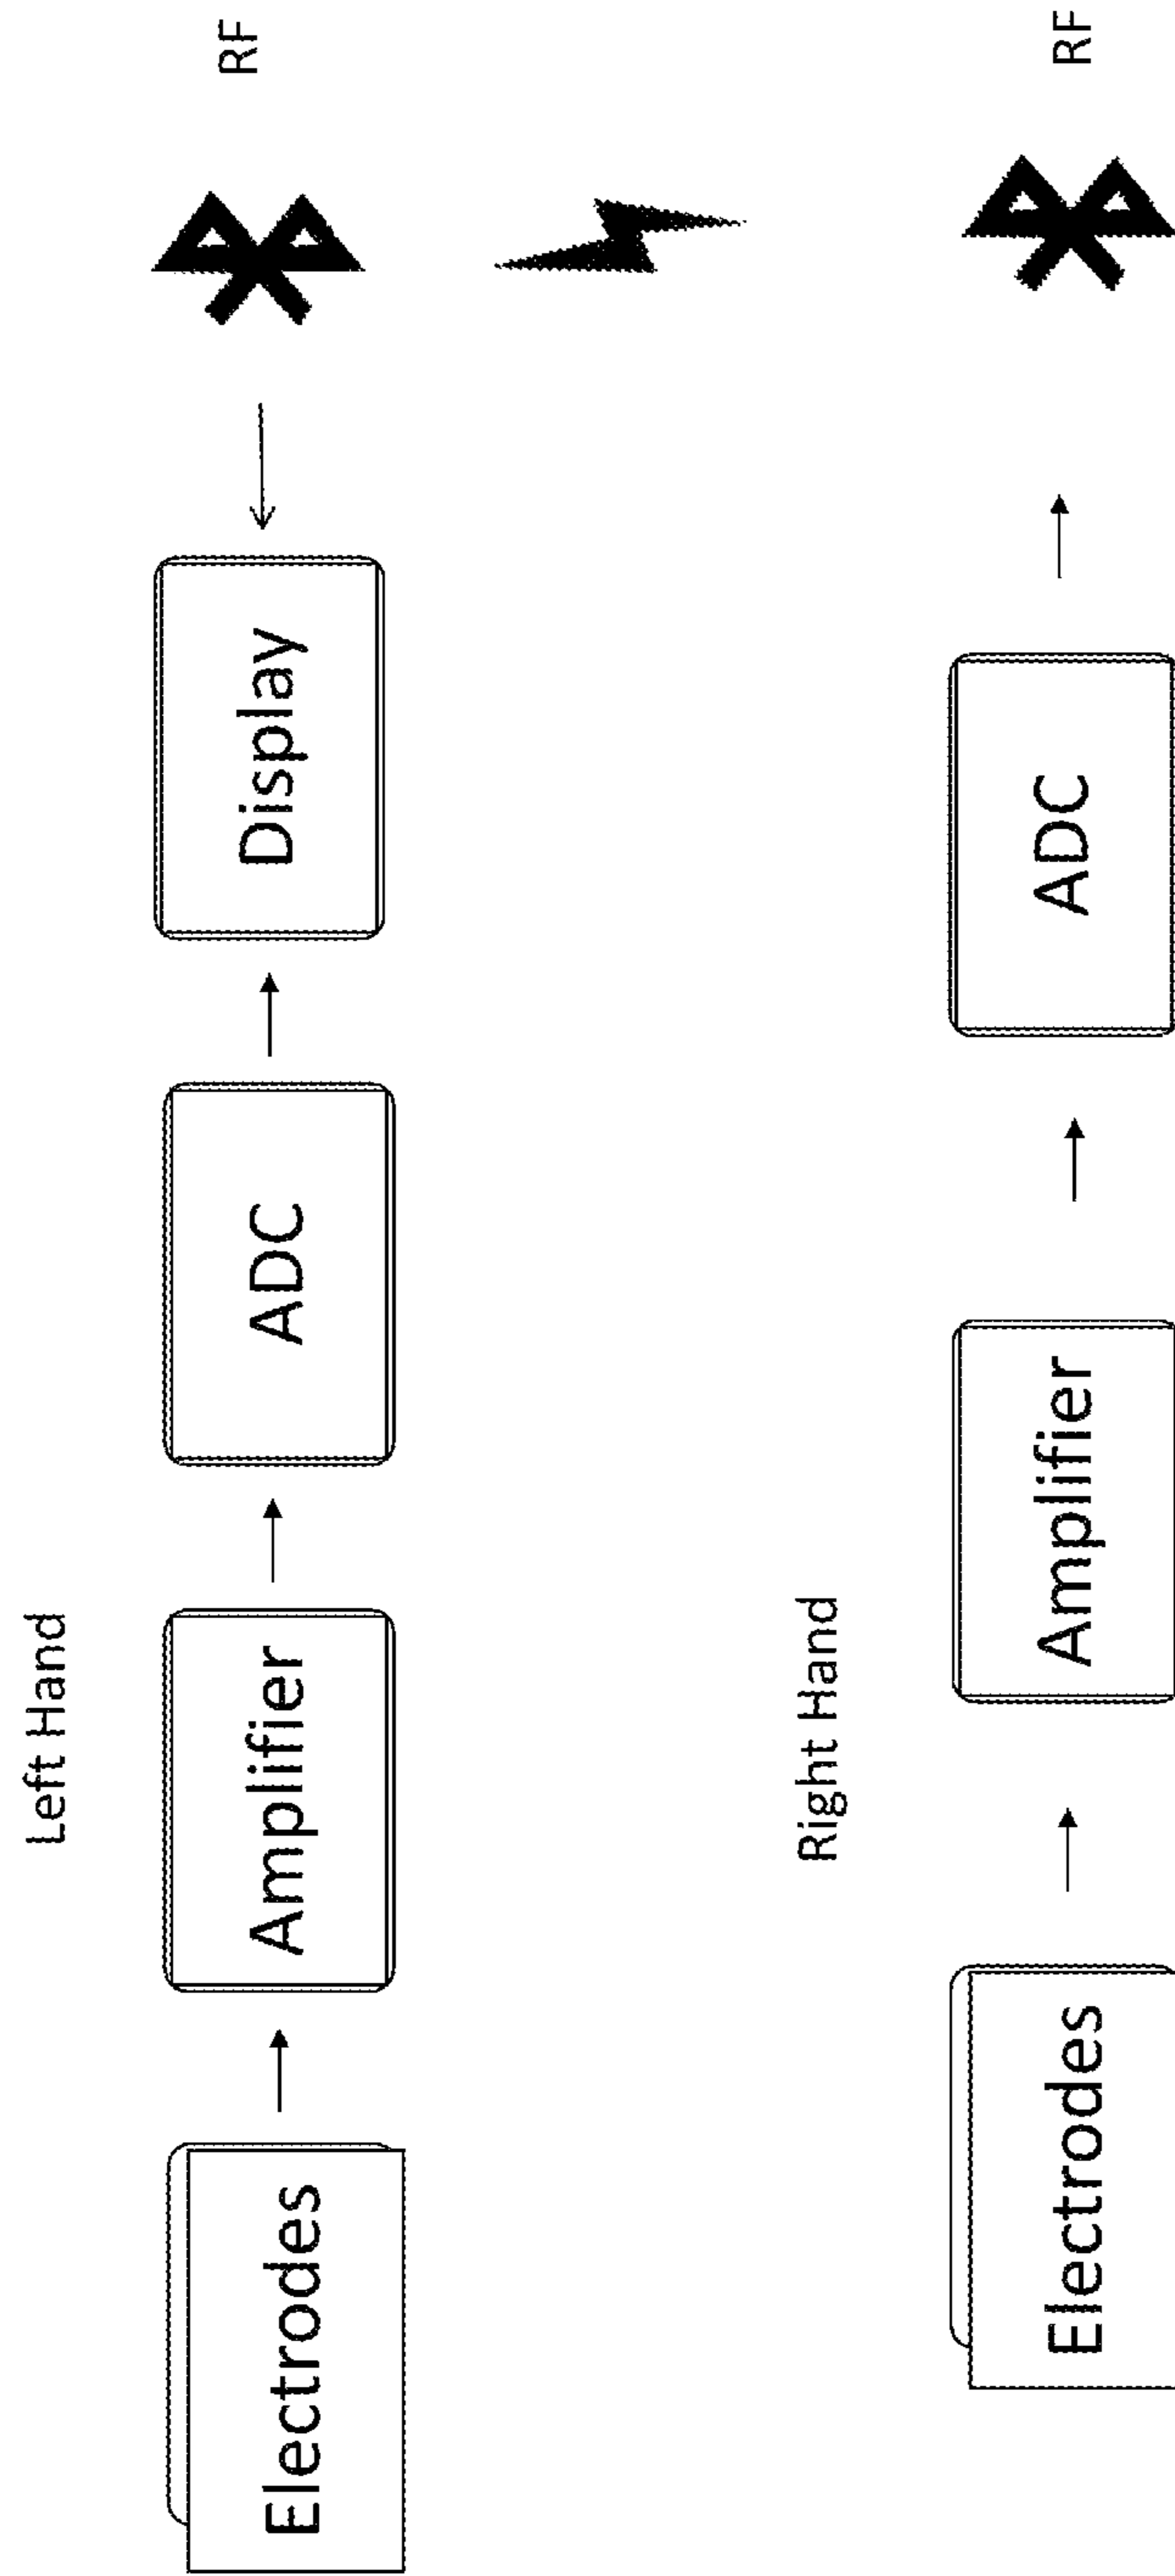 Left Hand
Electrodes
Amplifier
ADC
Display
RF
Right Hand
Electrodes
Amplifier
ADC
RF